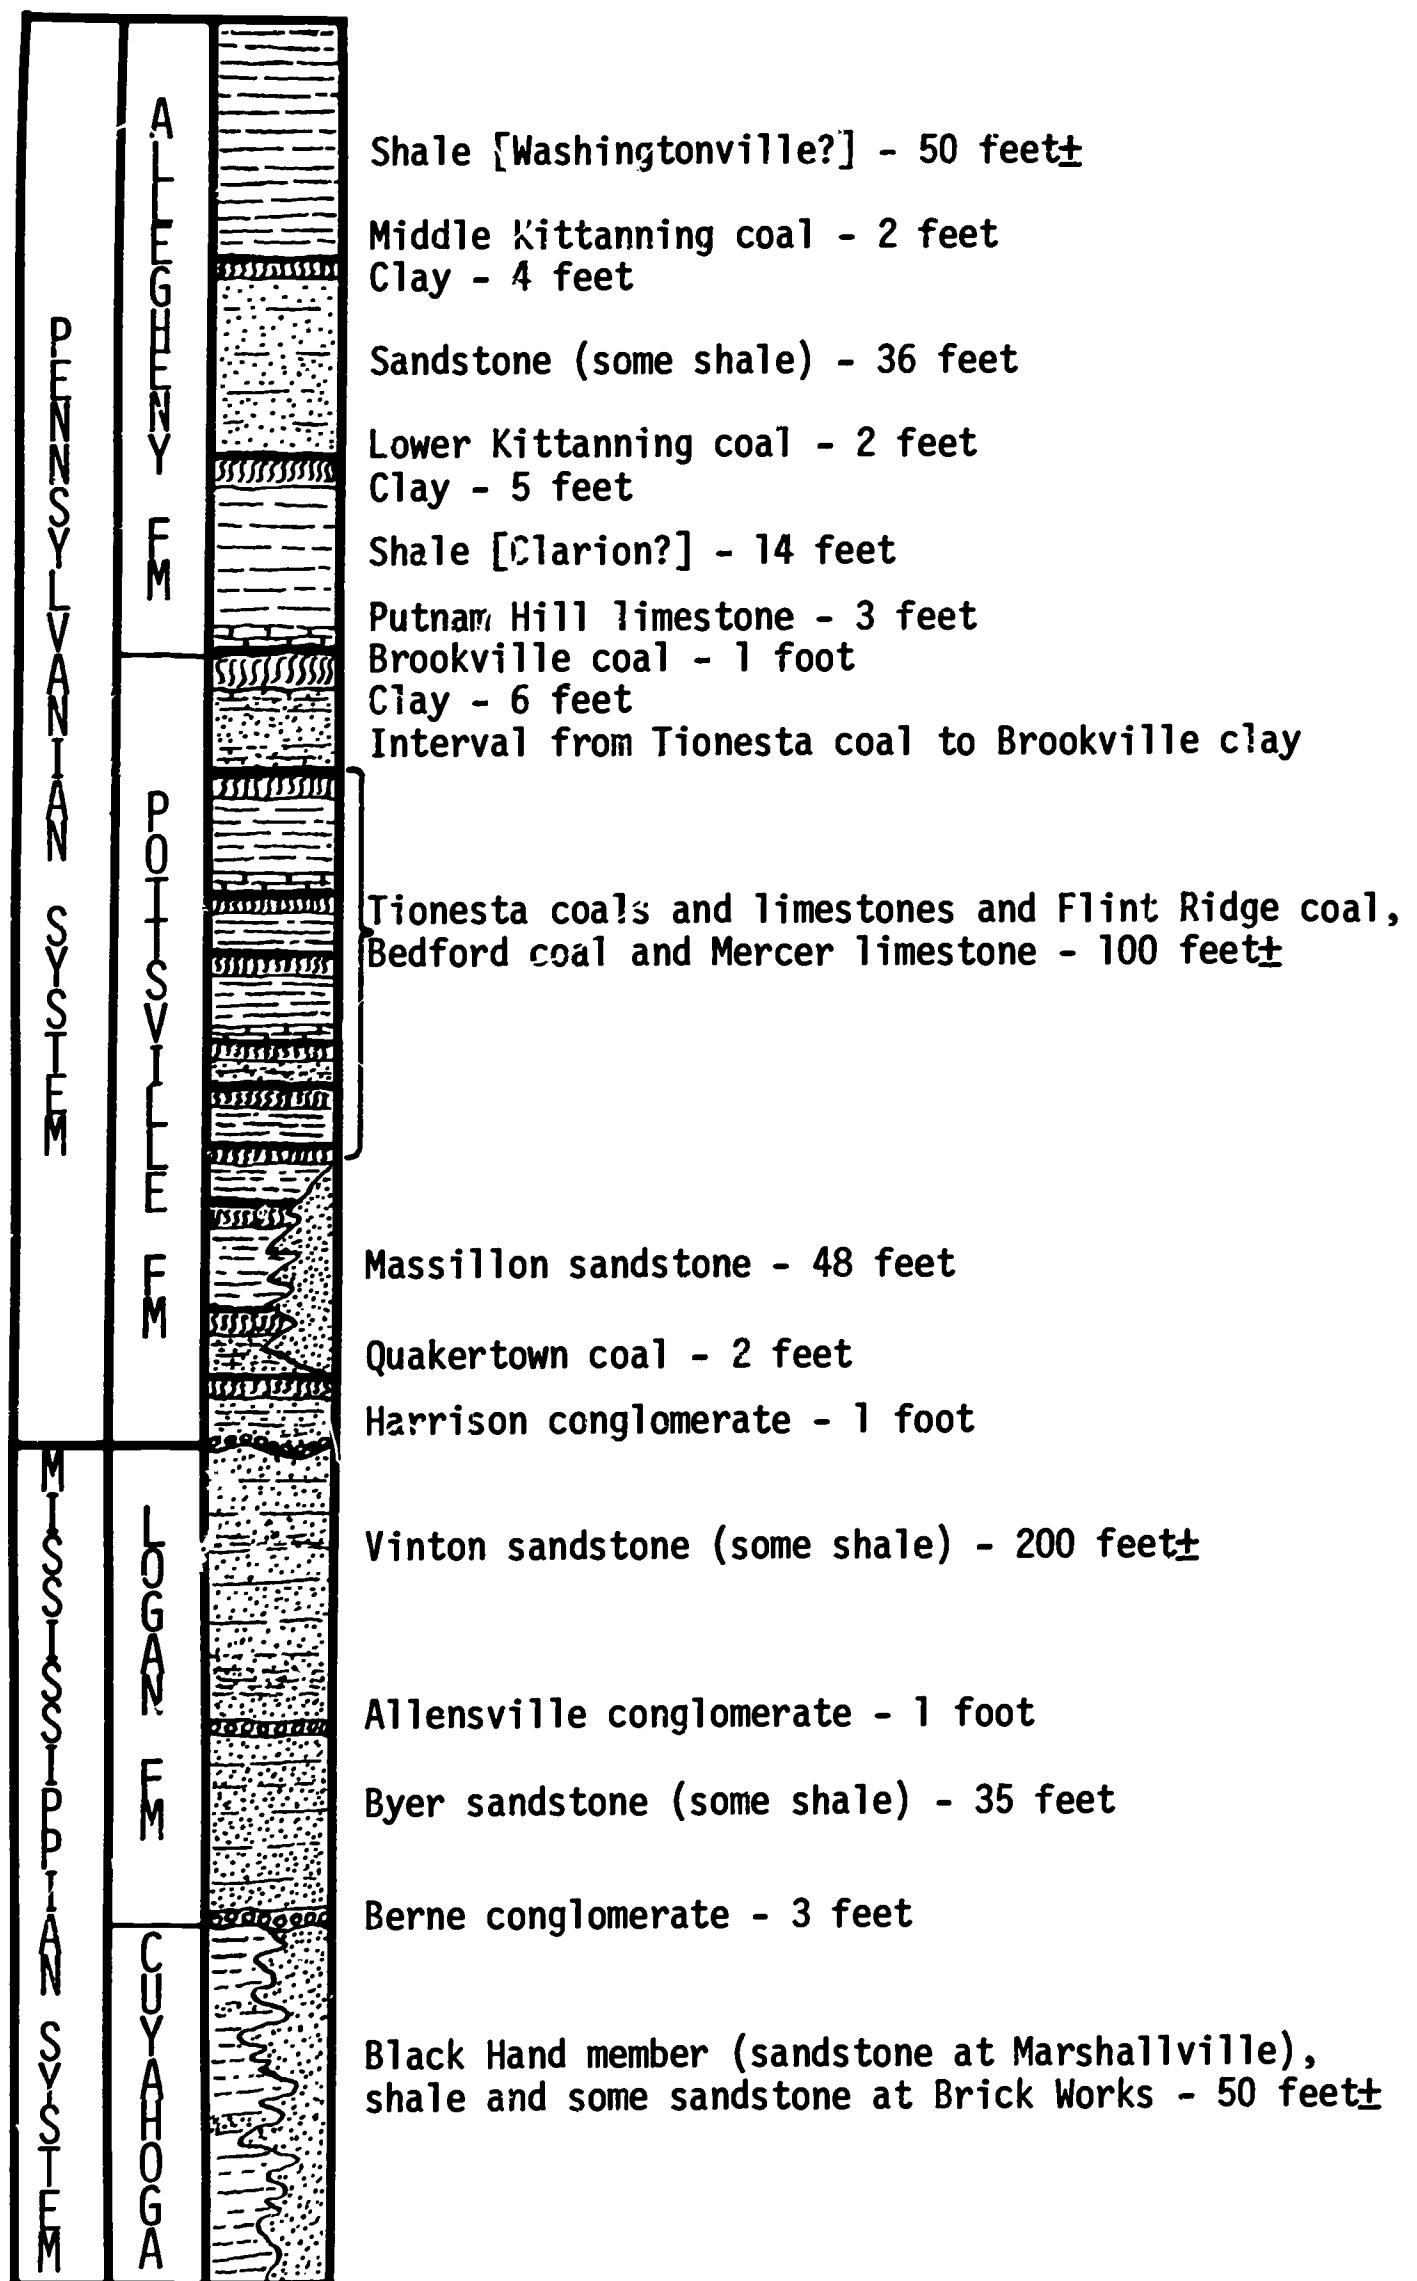 PENNSYLVANIAN SYSTEM
MISSISSIPPIAN SYSTEM
ALLEGHENY FM
POTTSVILLE FM
LOGAN FM
CUYAHOGA
Shale [Washingtonville?] - 50 feet±
Middle Kittanning coal - 2 feet
Clay - 4 feet
Sandstone (some shale) - 36 feet
Lower Kittanning coal - 2 feet
Clay - 5 feet
Shale [Clarion?] - 14 feet
Putnam Hill limestone - 3 feet
Brookville coal - 1 foot
Clay - 6 feet
Interval from Tionesta coal to Brookville clay
Tionesta coals and limestones and Flint Ridge coal,
Bedford coal and Mercer limestone - 100 feet±
Massillon sandstone - 48 feet
Quakertown coal - 2 feet
Harrison conglomerate - 1 foot
Vinton sandstone (some shale) - 200 feet±
Allensville conglomerate - 1 foot
Byer sandstone (some shale) - 35 feet
Berne conglomerate - 3 feet
Black Hand member (sandstone at Marshallville),
shale and some sandstone at Brick Works - 50 feet±